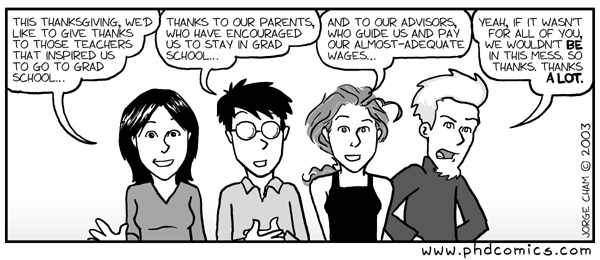 THIS THANKSGIVING, WE'D
LIKE TO GIVE THANKS
TO THOSE TEACHERS
THAT INSPIRED US
TO GO TO GRAD
SCHOOL...
THANKS TO OUR PARENTS,
WHO HAVE ENCOURAGED
US TO STAY IN GRAD
SCHOOL...
AND TO OUR ADVISORS,
WHO GUIDE US AND PAY
OUR ALMOST-ADEQUATE
WAGES...
YEAH, IF IT WASN'T
FOR ALL OF YOU,
WE WOULDN'T BE
IN THIS MESS. SO
THANKS. THANKS
A LOT.
JORGE CHAM © 2003
www.phdcomics.com